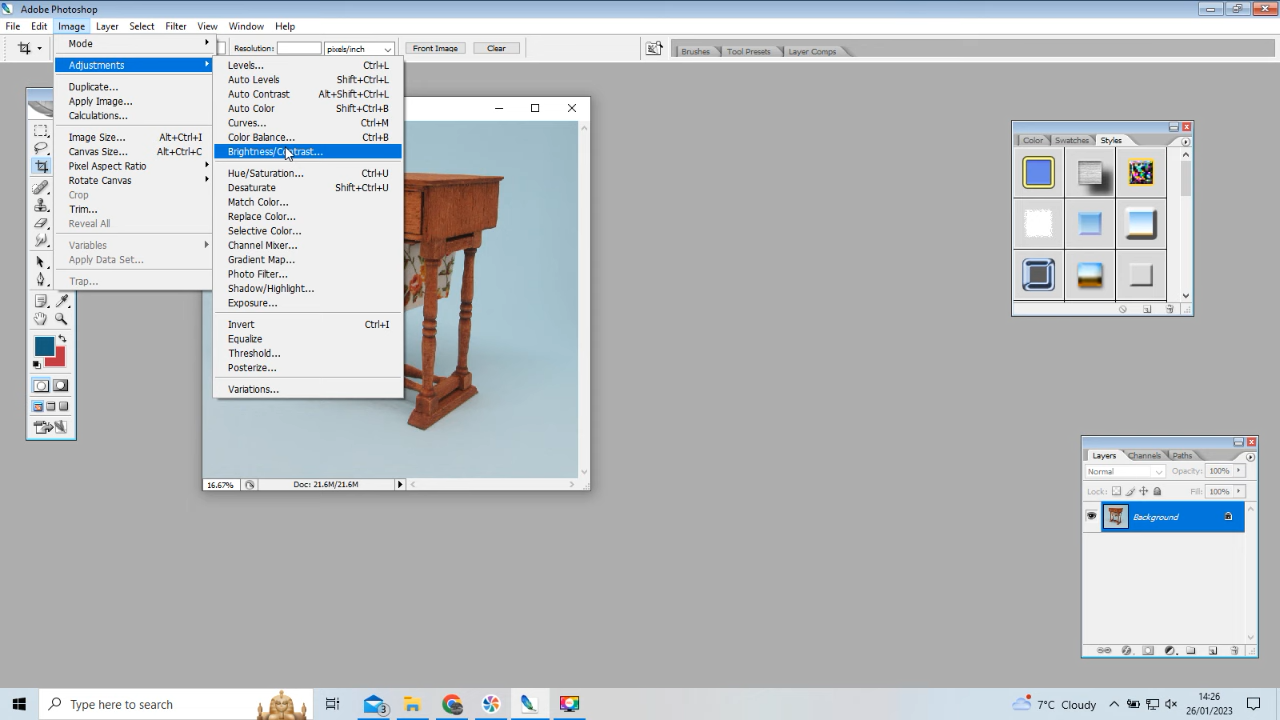 Adobe Photoshop
File Edit Image Layer Select Filter View Window Help
Resolution: pixels/inch Front Image Clear Brushes Tool Presets Layer Comps
Mode
Adjustments
Duplicate...
Apply Image...
Calculations...
Image Size... Alt+Ctrl+I
Canvas Size... Alt+Ctrl+C
Pixel Aspect Ratio
Rotate Canvas
Crop
Trim...
Reveal All
Variables
Apply Data Set...
Trap...
Levels... Ctrl+L
Auto Levels Shift+Ctrl+L
Auto Contrast Alt+Shift+Ctrl+L
Auto Color Shift+Ctrl+B
Curves... Ctrl+M
Color Balance... Ctrl+B
Brightness/Contrast...
Hue/Saturation... Ctrl+U
Desaturate Shift+Ctrl+U
Match Color...
Replace Color...
Selective Color...
Channel Mixer...
Gradient Map...
Photo Filter...
Shadow/Highlight...
Exposure...
Invert Ctrl+I
Equalize
Threshold...
Posterize...
Variations...
16.67% Doc: 21.6M/21.6M
Color Swatches Styles
Layers Channels Paths
Normal Opacity: 100%
Lock: Fill: 100%
Background
Type here to search
3
7°C Cloudy
14:26
26/01/2023